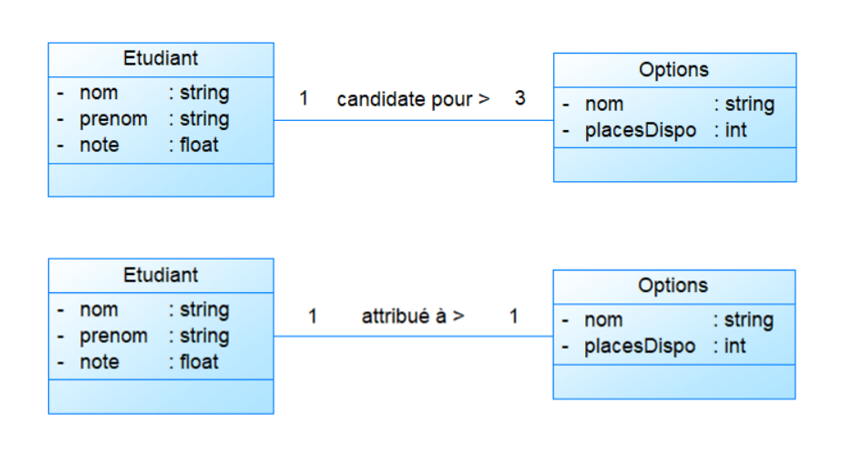 Etudiant
- nom : string
- prenom : string
- note : float
1 candidate pour > 3
Options
- nom : string
- placesDispo : int
Etudiant
- nom : string
- prenom : string
- note : float
1 attribué à > 1
Options
- nom : string
- placesDispo : int